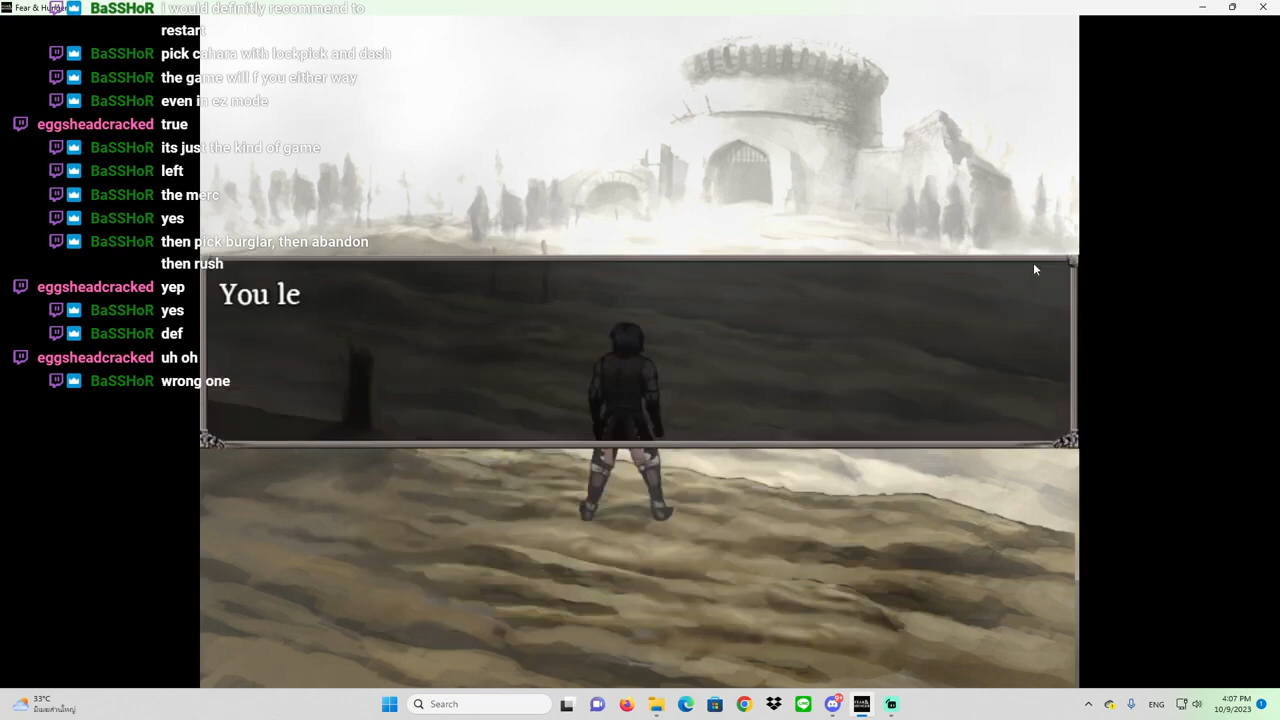 Fear & Hunger
BaSSHoR i would definitly recommend to
restart
BaSSHoR pick cahara with lockpick and dash
BaSSHoR the game will f you either way
BaSSHoR even in ez mode
eggsheadcracked true
BaSSHoR its just the kind of game
BaSSHoR left
BaSSHoR the merc
BaSSHoR yes
BaSSHoR then pick burglar, then abandon
then rush
eggsheadcracked yep
BaSSHoR yes
BaSSHoR def
eggsheadcracked uh oh
BaSSHoR wrong one
You le
33°C
Search
ENG
4:07 PM
10/9/2023